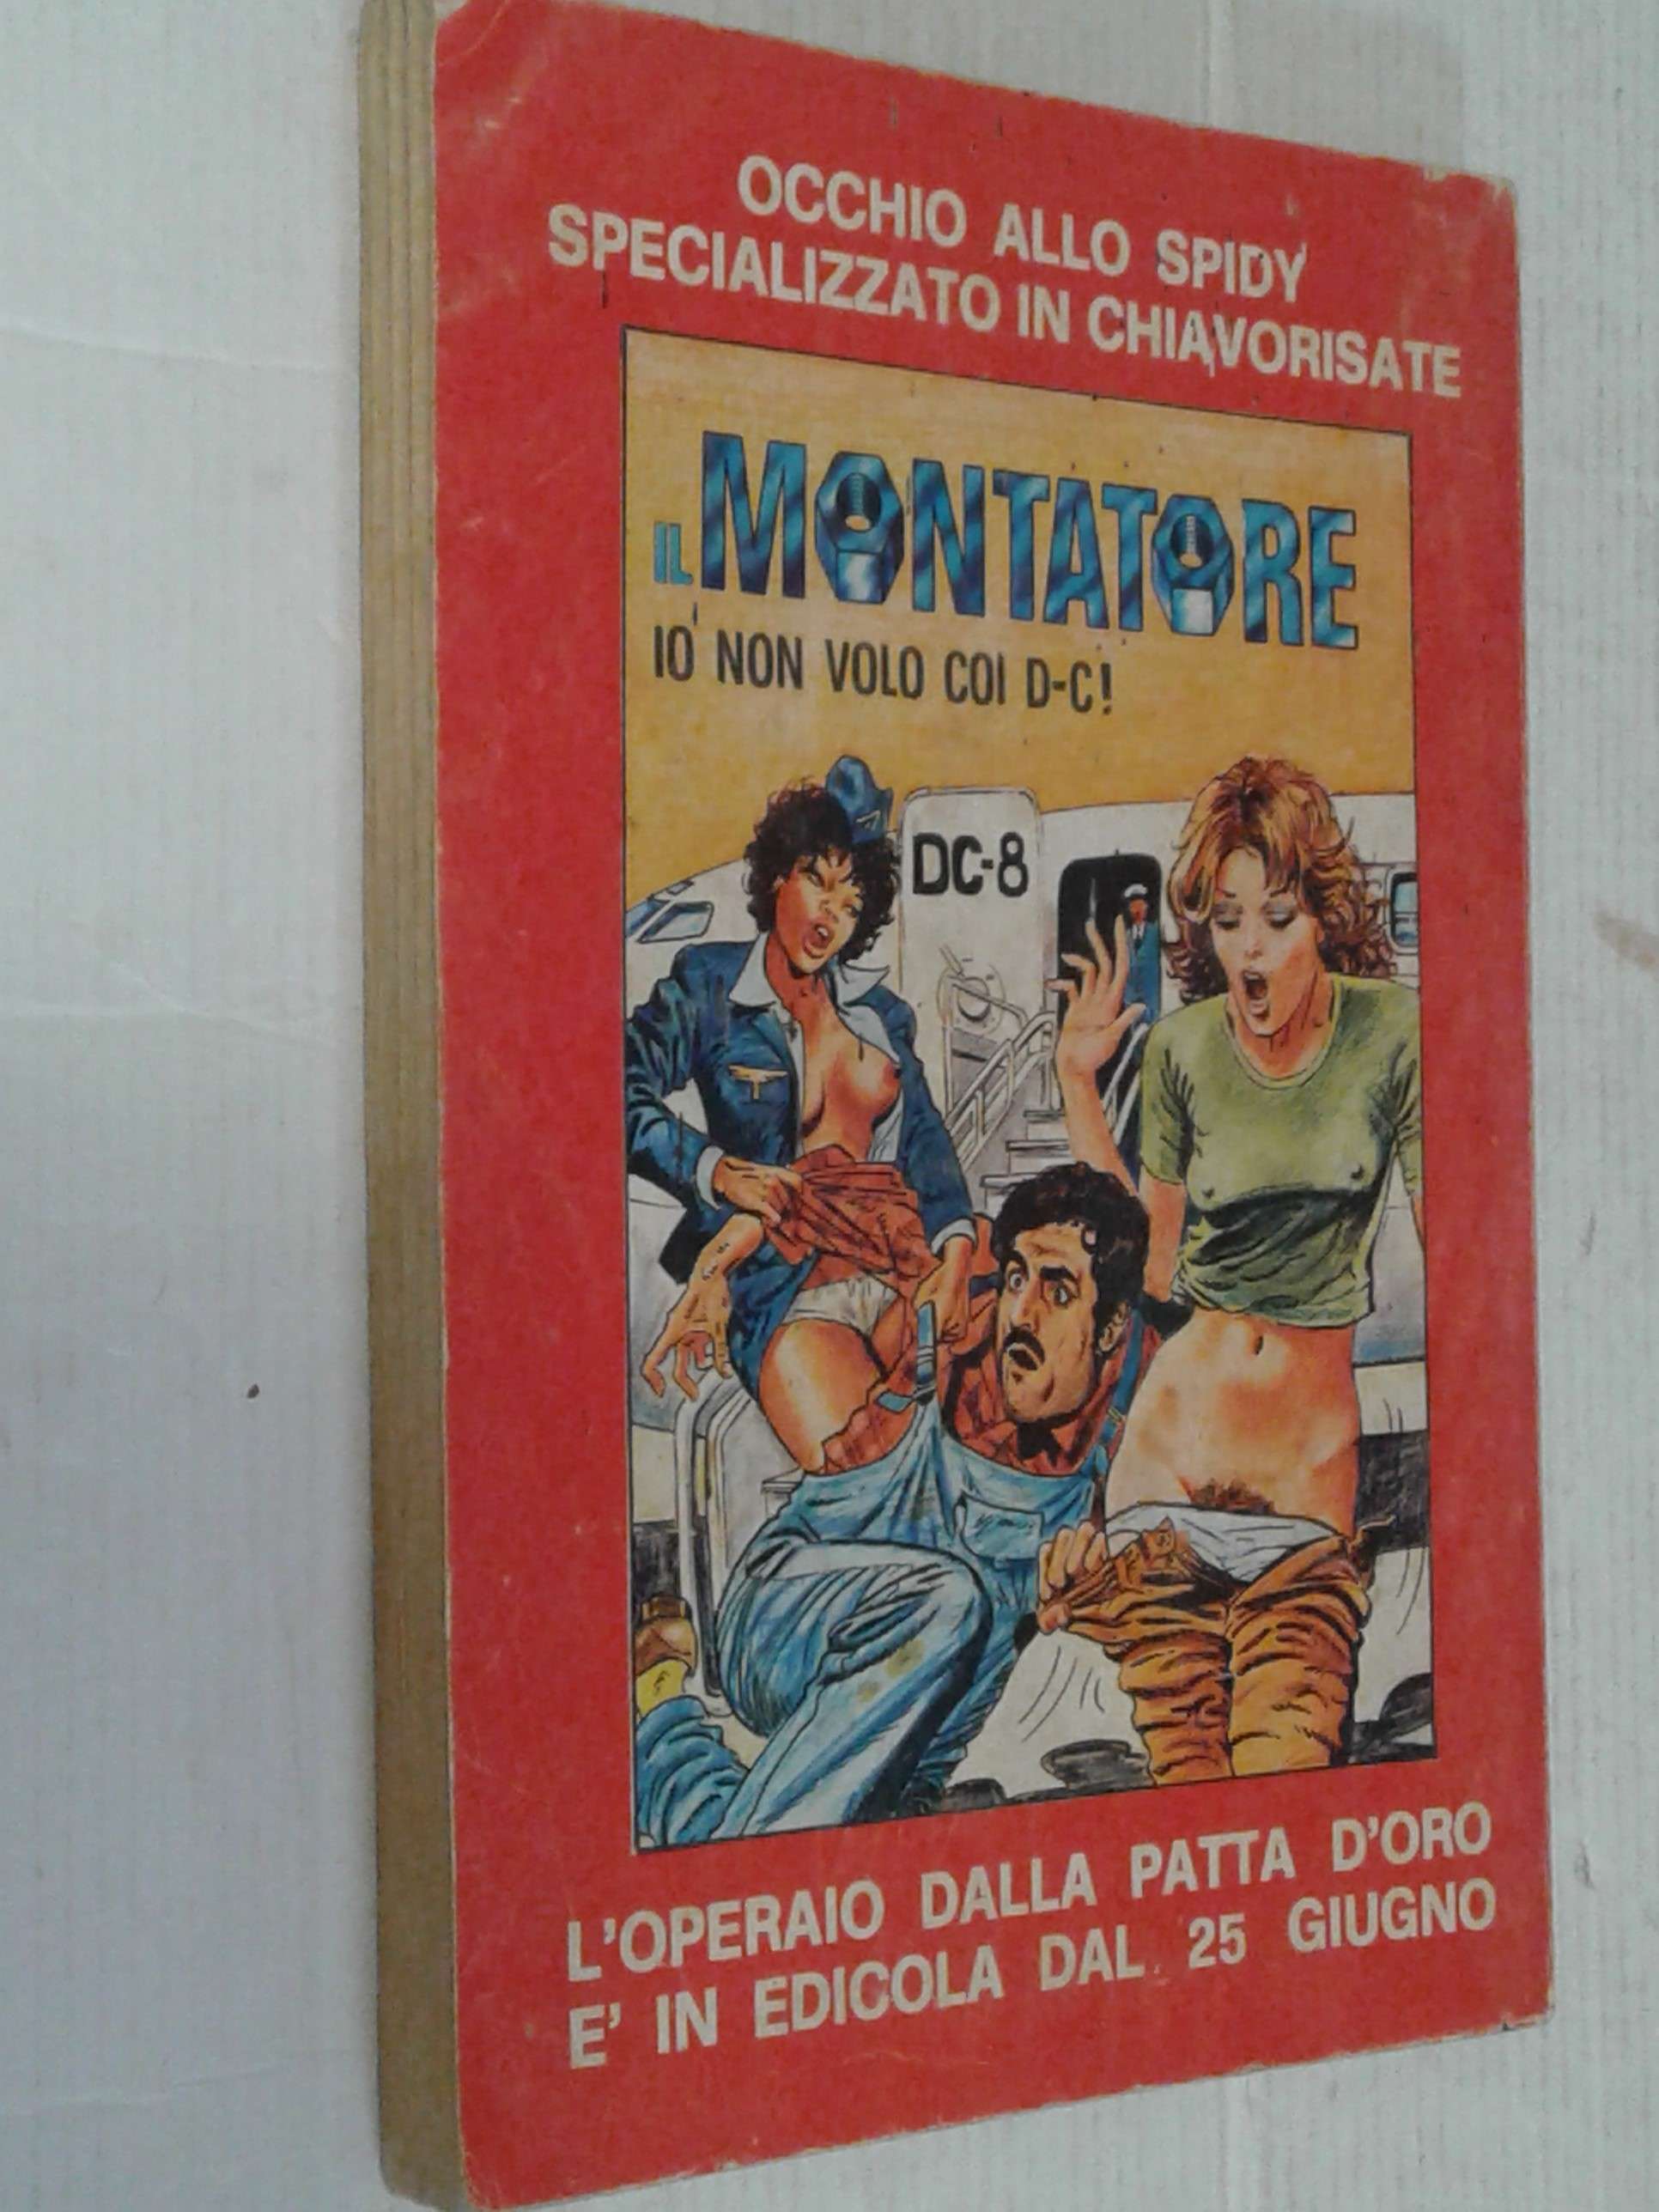 OCCHIO ALLO SPIDY
SPECIALIZZATO IN CHIAVORISATE
IL MONTATORE
IO NON VOLO COI D-C!
DC-8
L'OPERAIO DALLA PATTA D'ORO
E' IN EDICOLA DAL 25 GIUGNO